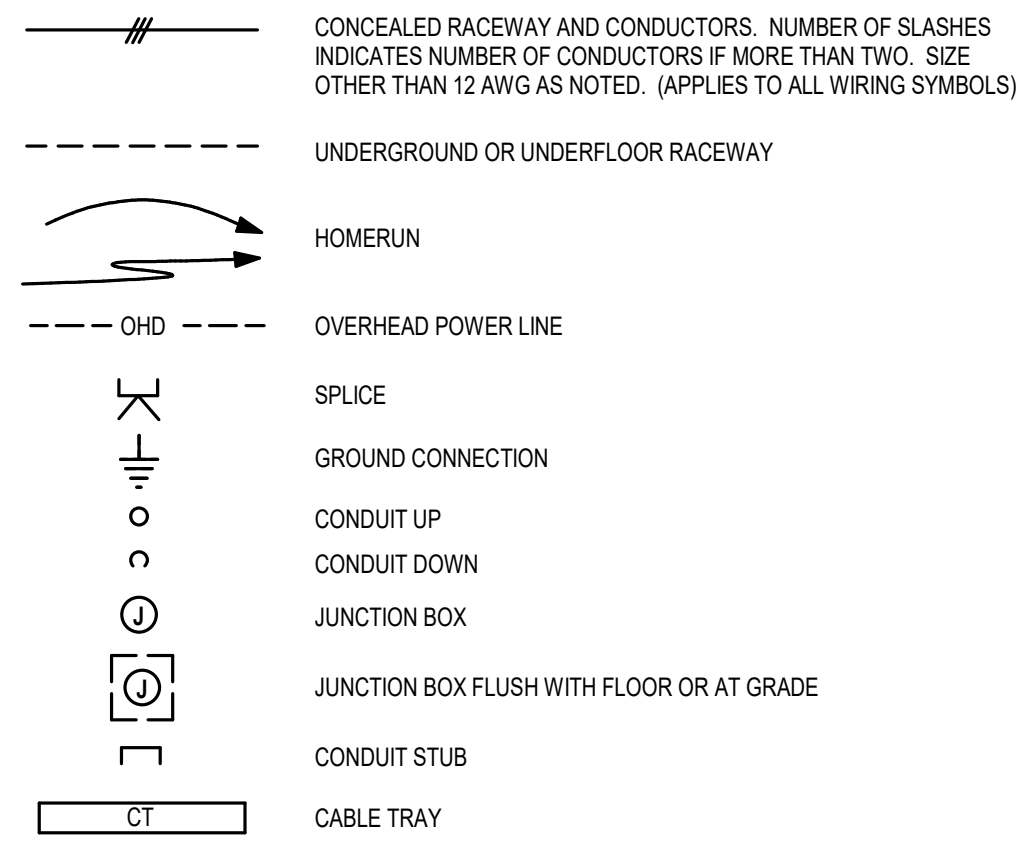 CONCEALED RACEWAY AND CONDUCTORS. NUMBER OF SLASHES
INDICATES NUMBER OF CONDUCTORS IF MORE THAN TWO. SIZE
OTHER THAN 12 AWG AS NOTED. (APPLIES TO ALL WIRING SYMBOLS)
UNDERGROUND OR UNDERFLOOR RACEWAY
HOMERUN
OHD OVERHEAD POWER LINE
SPLICE
GROUND CONNECTION
CONDUIT UP
CONDUIT DOWN
J JUNCTION BOX
J JUNCTION BOX FLUSH WITH FLOOR OR AT GRADE
CONDUIT STUB
CT CABLE TRAY